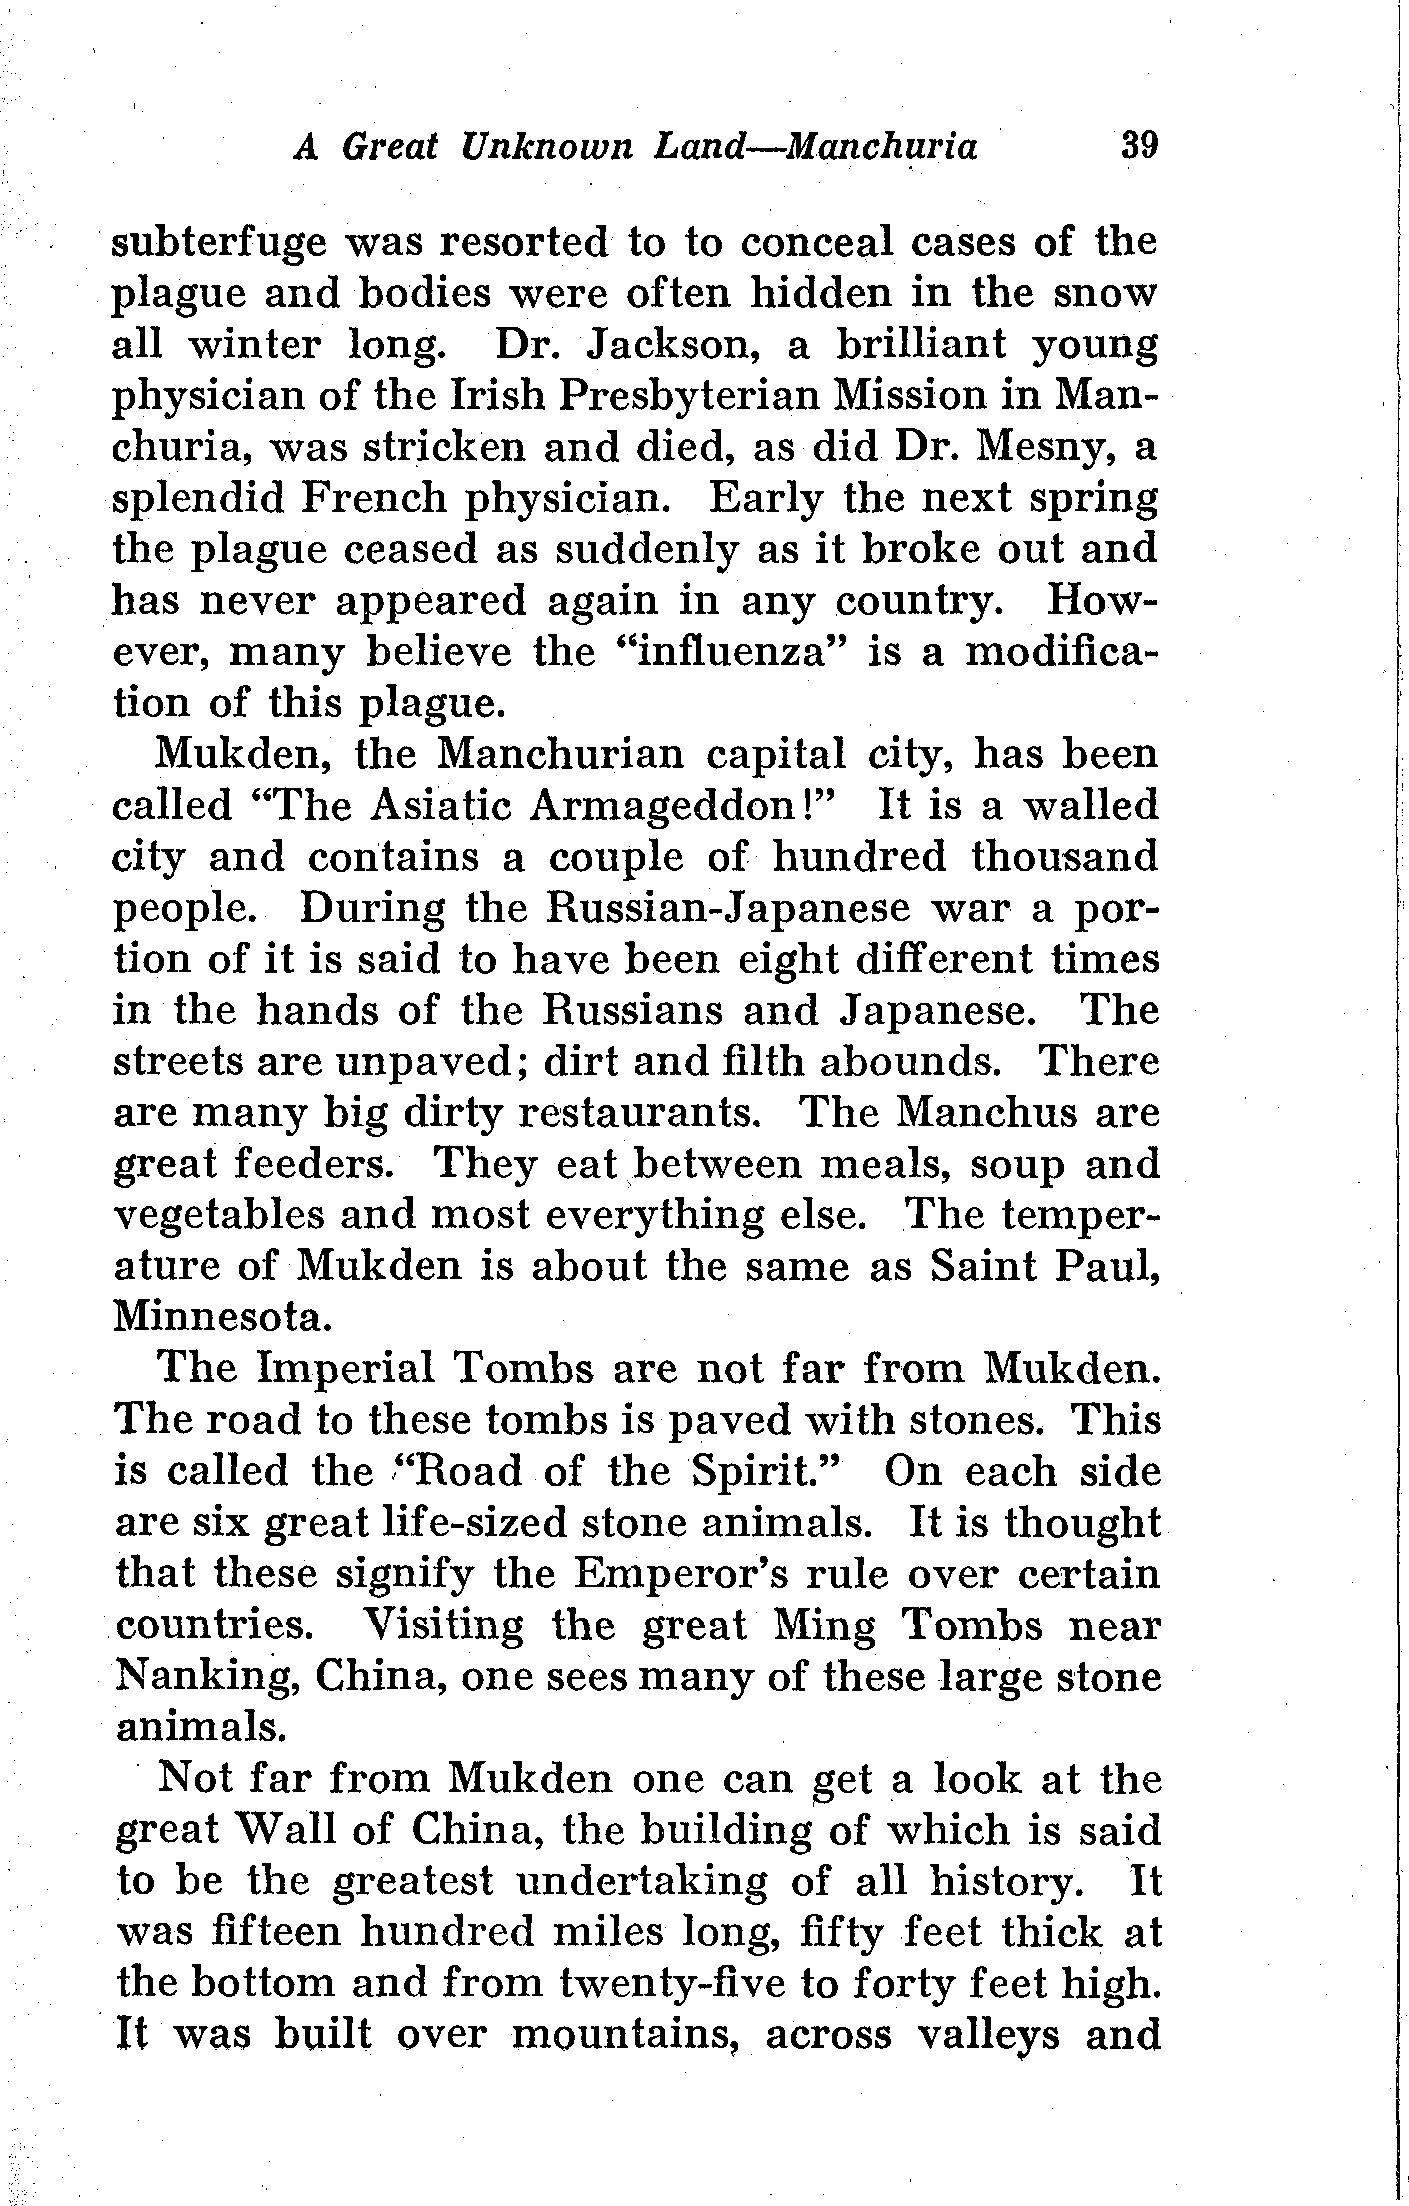 A Great Unknown Land—Manchuria 39
subterfuge was resorted to to conceal cases of the
plague and bodies were often hidden in the snow
all winter long. Dr. Jackson, a brilliant young
physician of the Irish Presbyterian Mission in Man-
churia, was stricken and died, as did Dr. Mesny, a
splendid French physician. Early the next spring
the plague ceased as suddenly as it broke out and
has never appeared again in any country. How-
ever, many believe the “influenza” is a modifica-
tion of this plague.
Mukden, the Manchurian capital city, has been
called “The Asiatic Armageddon!” It is a walled
city and contains a couple of hundred thousand
people. During the Russian-Japanese war a por-
tion of it is said to have been eight different times
in the hands of the Russians and Japanese. The
streets are unpaved; dirt and filth abounds. There
are many big dirty restaurants. The Manchus are
great feeders. They eat between meals, soup and
vegetables and most everything else. The temper-
ature of Mukden is about the same as Saint Paul,
Minnesota.
The Imperial Tombs are not far from Mukden.
The road to these tombs is paved with stones. This
is called the “Road of the Spirit.” On each side
are six great life-sized stone animals. It is thought
that these signify the Emperor’s rule over certain
countries. Visiting the great Ming Tombs near
Nanking, China, one sees many of these large stone
animals.
Not far from Mukden one can get a look at the
great Wall of China, the building of which is said
to be the greatest undertaking of all history. It
was fifteen hundred miles long, fifty feet thick at
the bottom and from twenty-five to forty feet high.
It was built over mountains, across valleys and